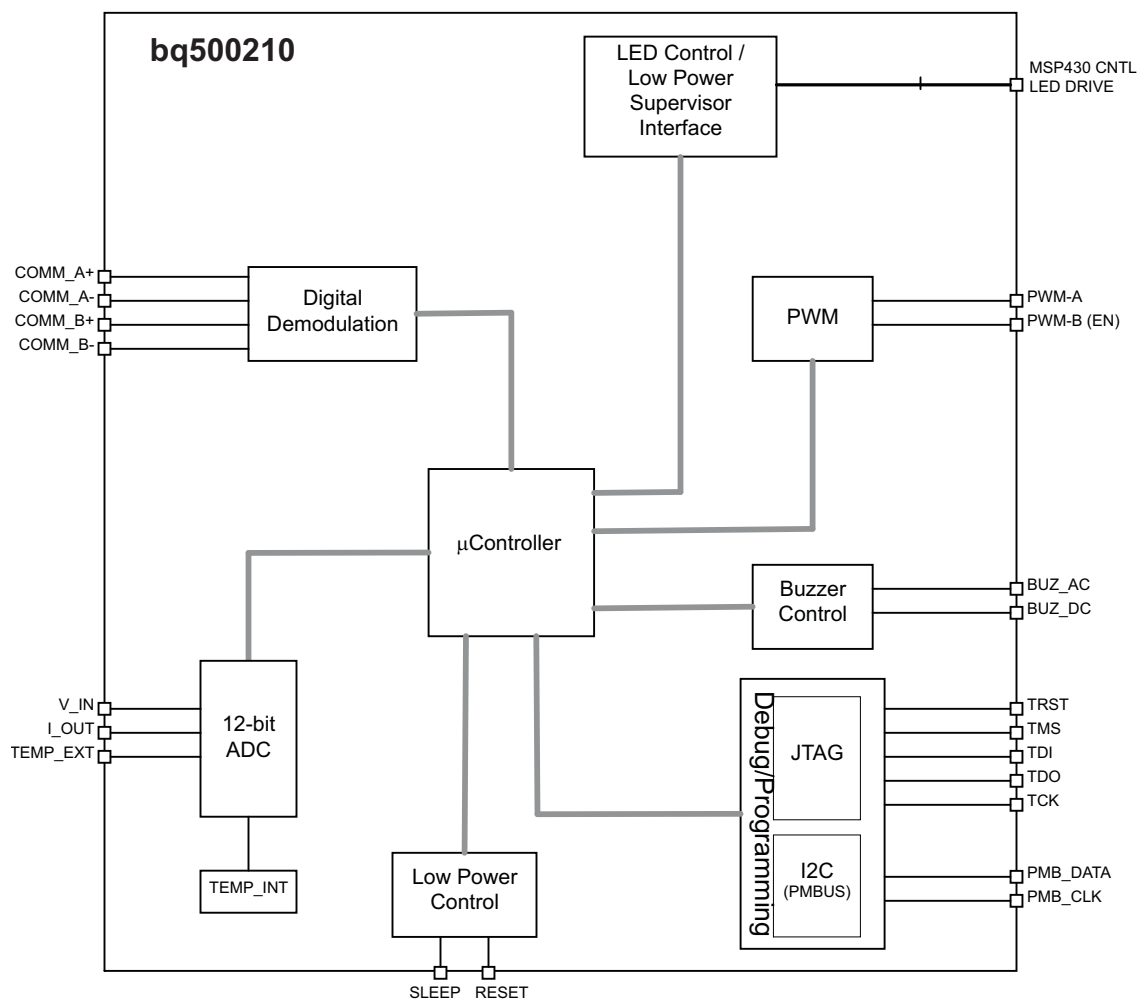 bq500210
LED Control /
Low Power
Supervisor
Interface
MSP430 CNTL
LED DRIVE
COMM_A+
COMM_A-
COMM_B+
COMM_B-
Digital
Demodulation
PWM
PWM-A
PWM-B (EN)
μController
Buzzer
Control
BUZ_AC
BUZ_DC
V_IN
I_OUT
TEMP_EXT
12-bit
ADC
TEMP_INT
Low Power
Control
SLEEP
RESET
Debug/Programming
JTAG
I2C
(PMBUS)
TRST
TMS
TDI
TDO
TCK
PMB_DATA
PMB_CLK